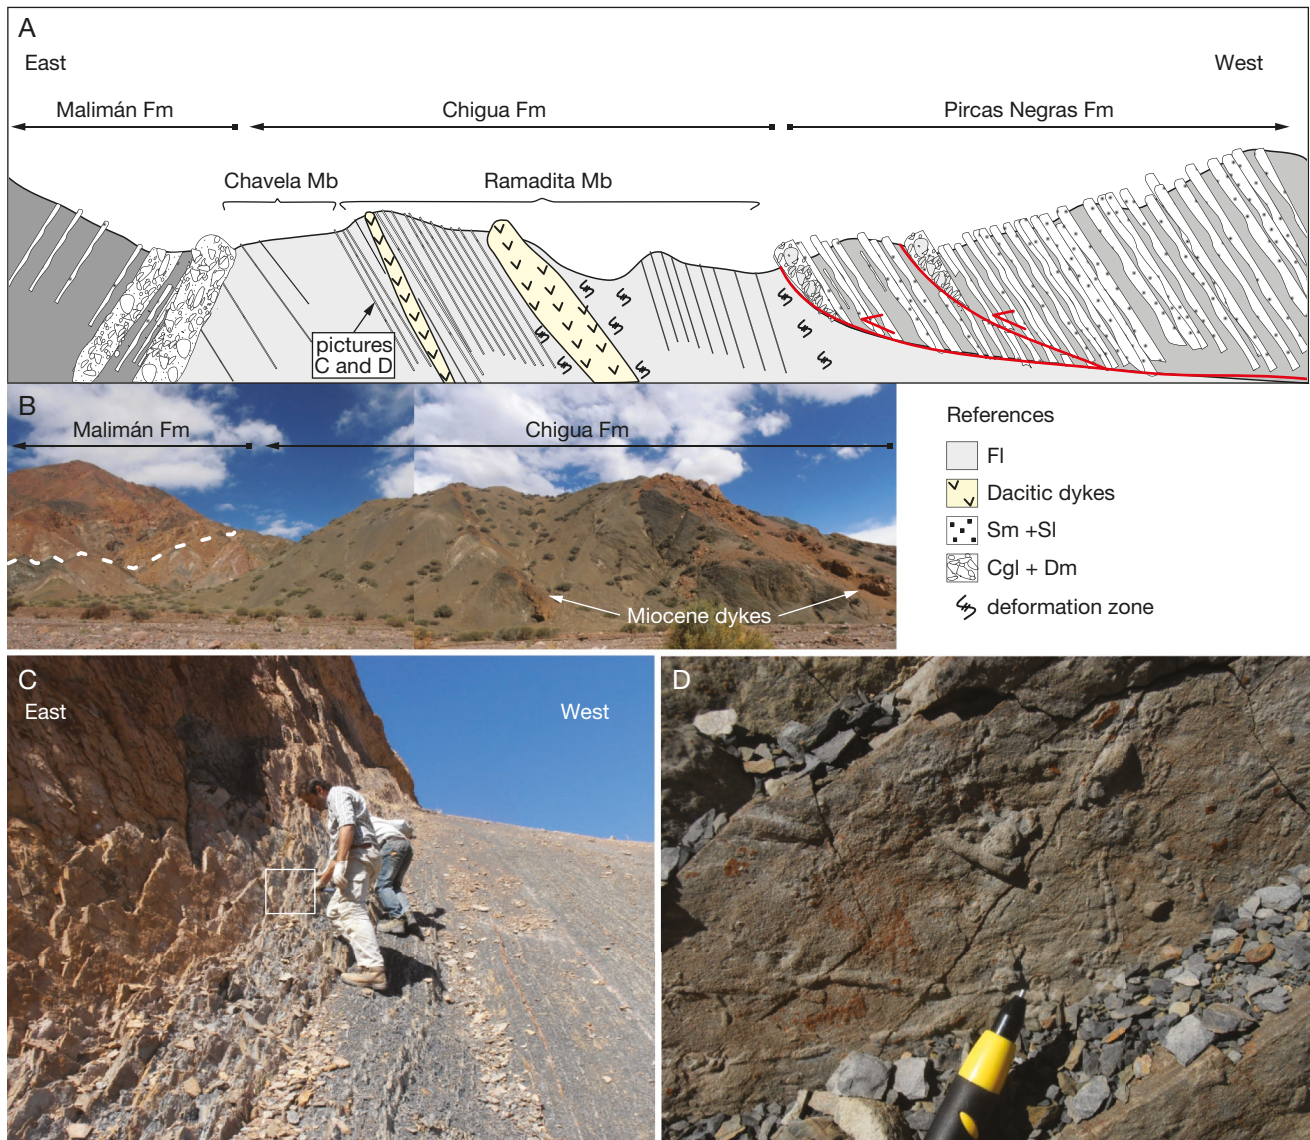 A
East
West
Malimán Fm
Chigua Fm
Pircas Negras Fm
Chavela Mb
Ramadita Mb
pictures
C and D
B
Malimán Fm
Chigua Fm
Miocene dykes
References
Fl
Dacitic dykes
Sm +Sl
Cgl + Dm
deformation zone
C
East
West
D